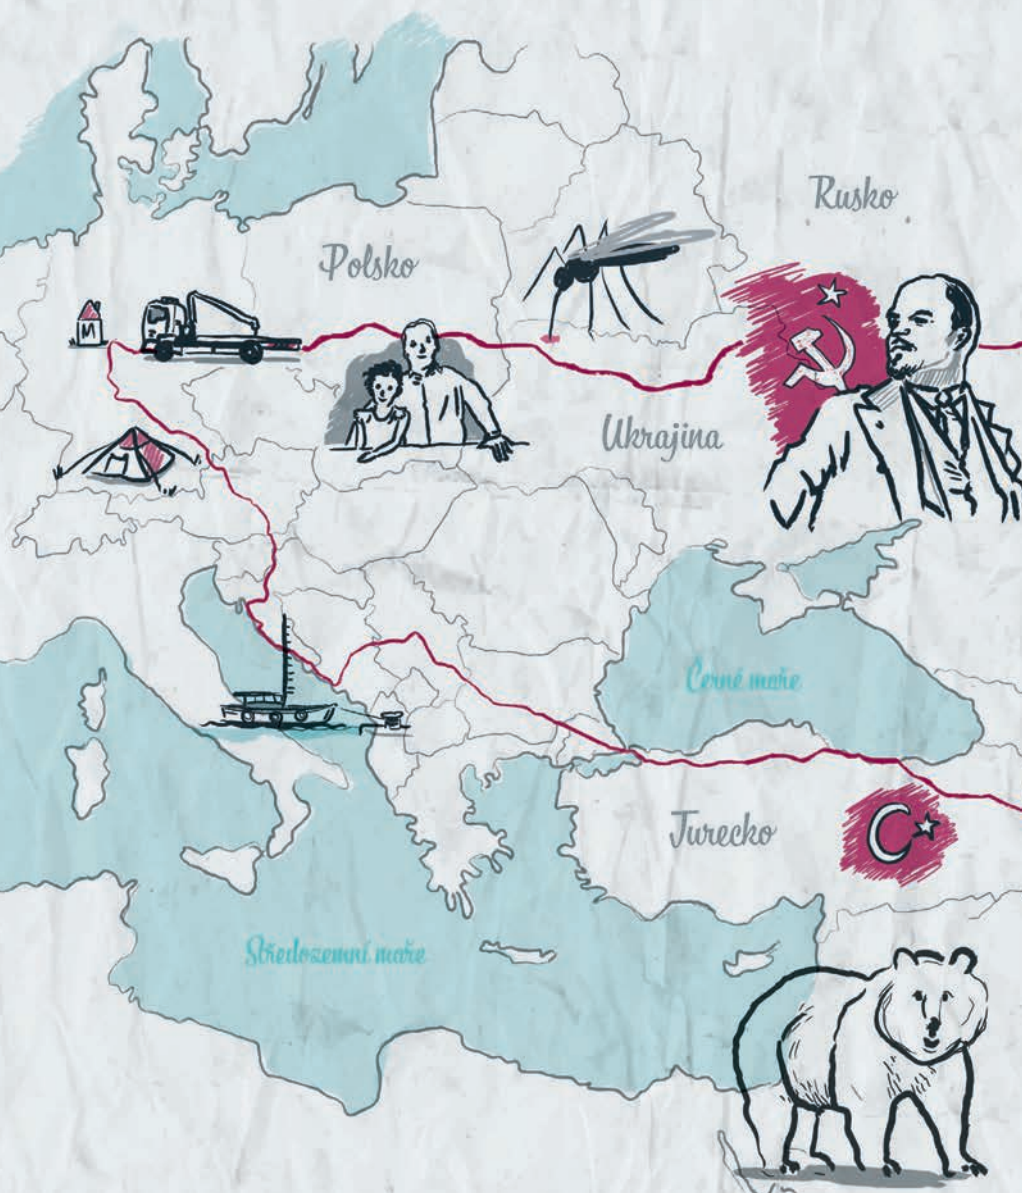 Rusko
Polsko
M
Ukrajina
Černé moře
Turecko
Středozemní moře